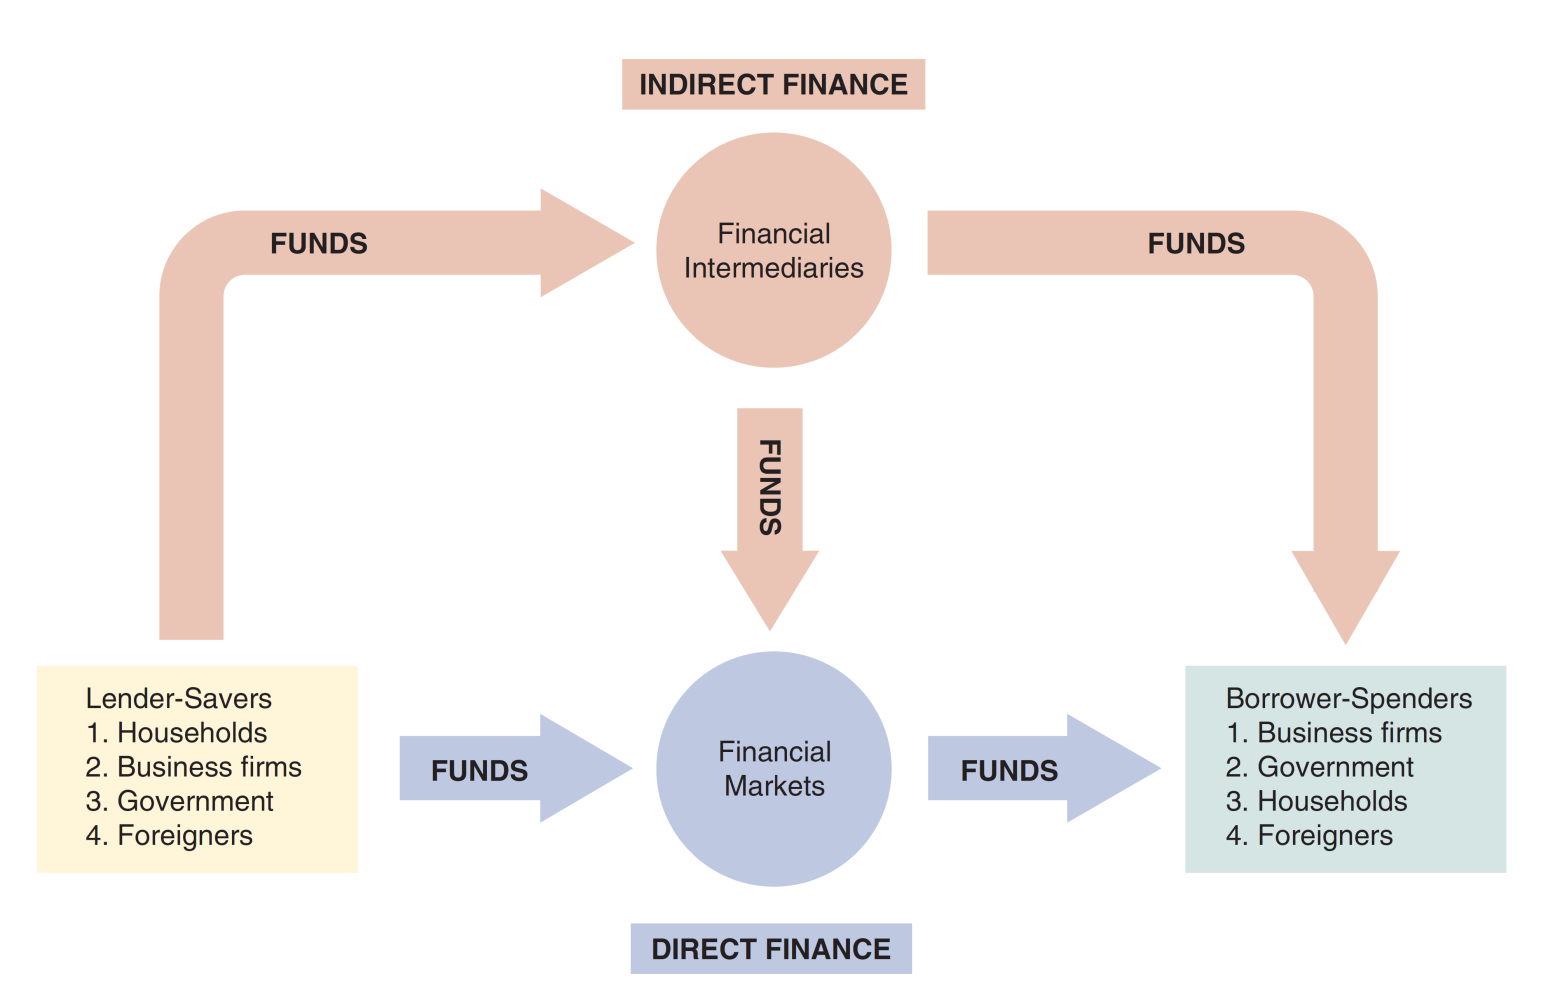 INDIRECT FINANCE
FUNDS
Financial
Intermediaries
FUNDS
FUNDS
Lender-Savers
1. Households
2. Business firms
3. Government
4. Foreigners
FUNDS
Financial
Markets
FUNDS
Borrower-Spenders
1. Business firms
2. Government
3. Households
4. Foreigners
DIRECT FINANCE